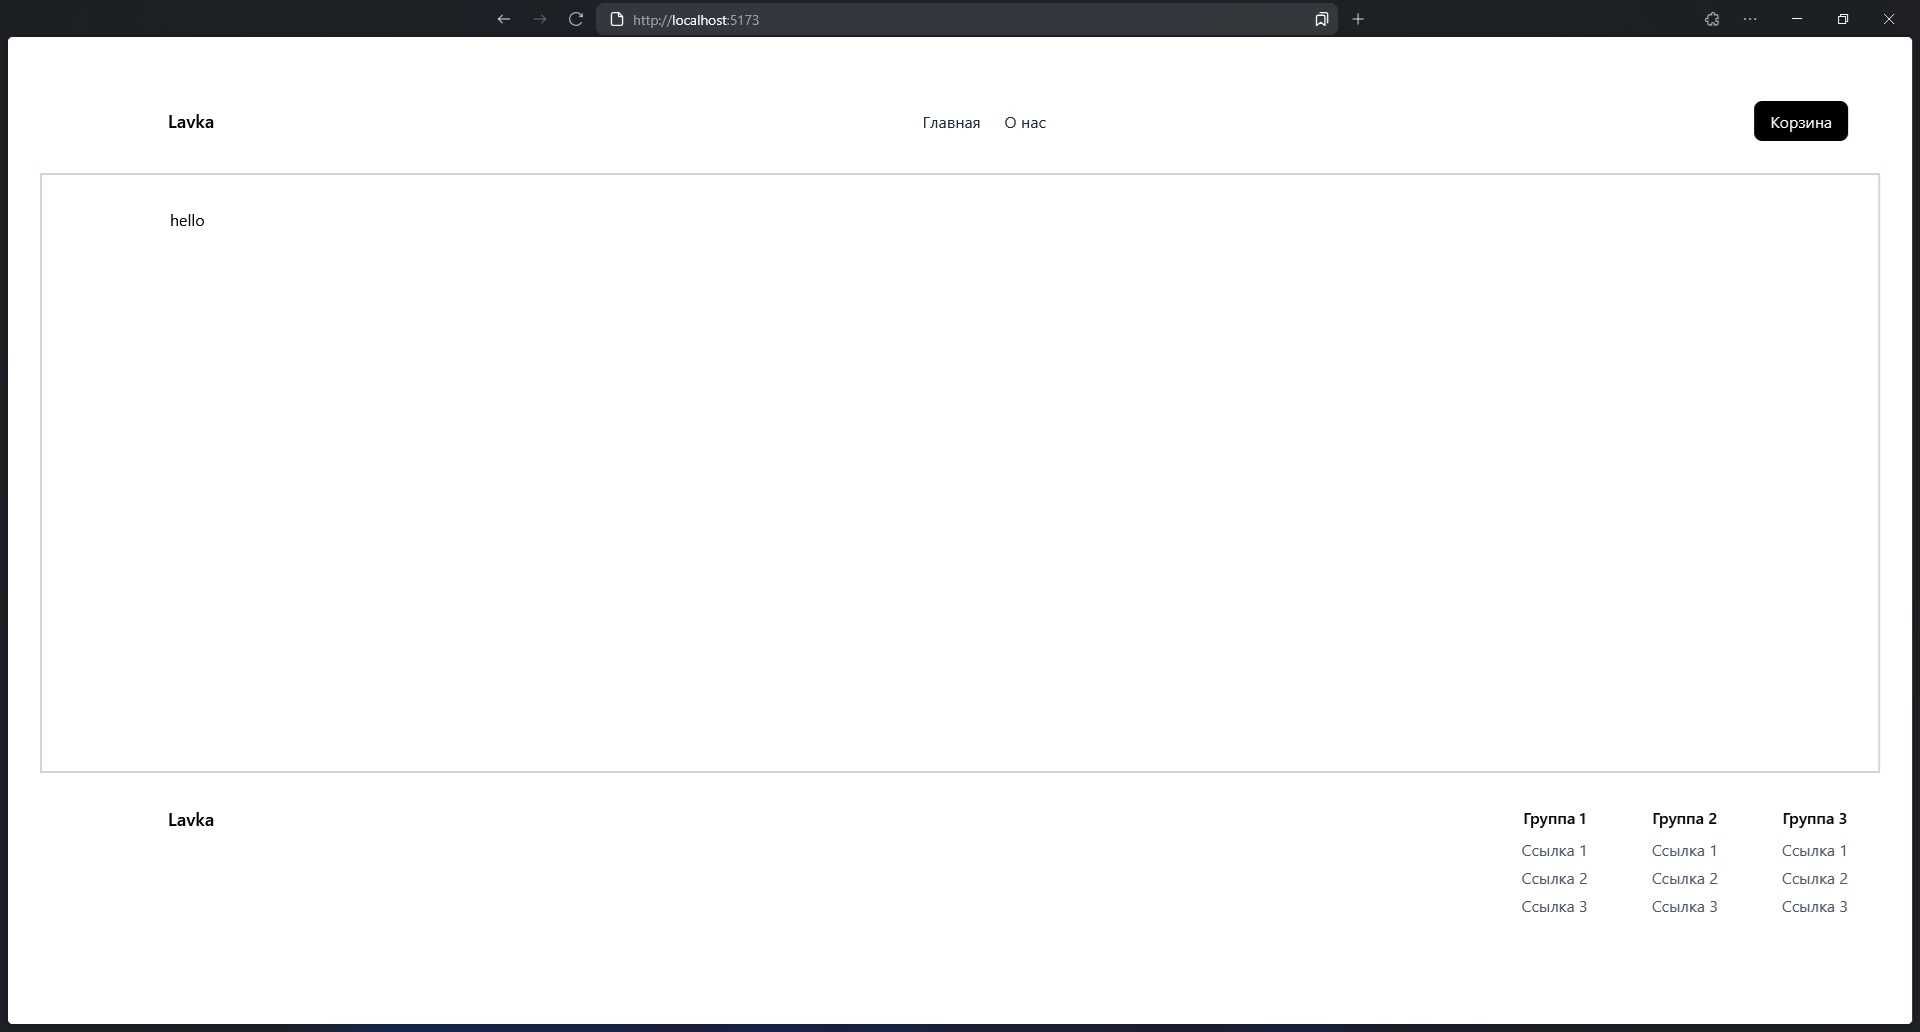 http://localhost:5173
Lavka
Главная
О нас
Корзина
hello
Lavka
Группа 1
Ссылка 1
Ссылка 2
Ссылка 3
Группа 2
Ссылка 1
Ссылка 2
Ссылка 3
Группа 3
Ссылка 1
Ссылка 2
Ссылка 3